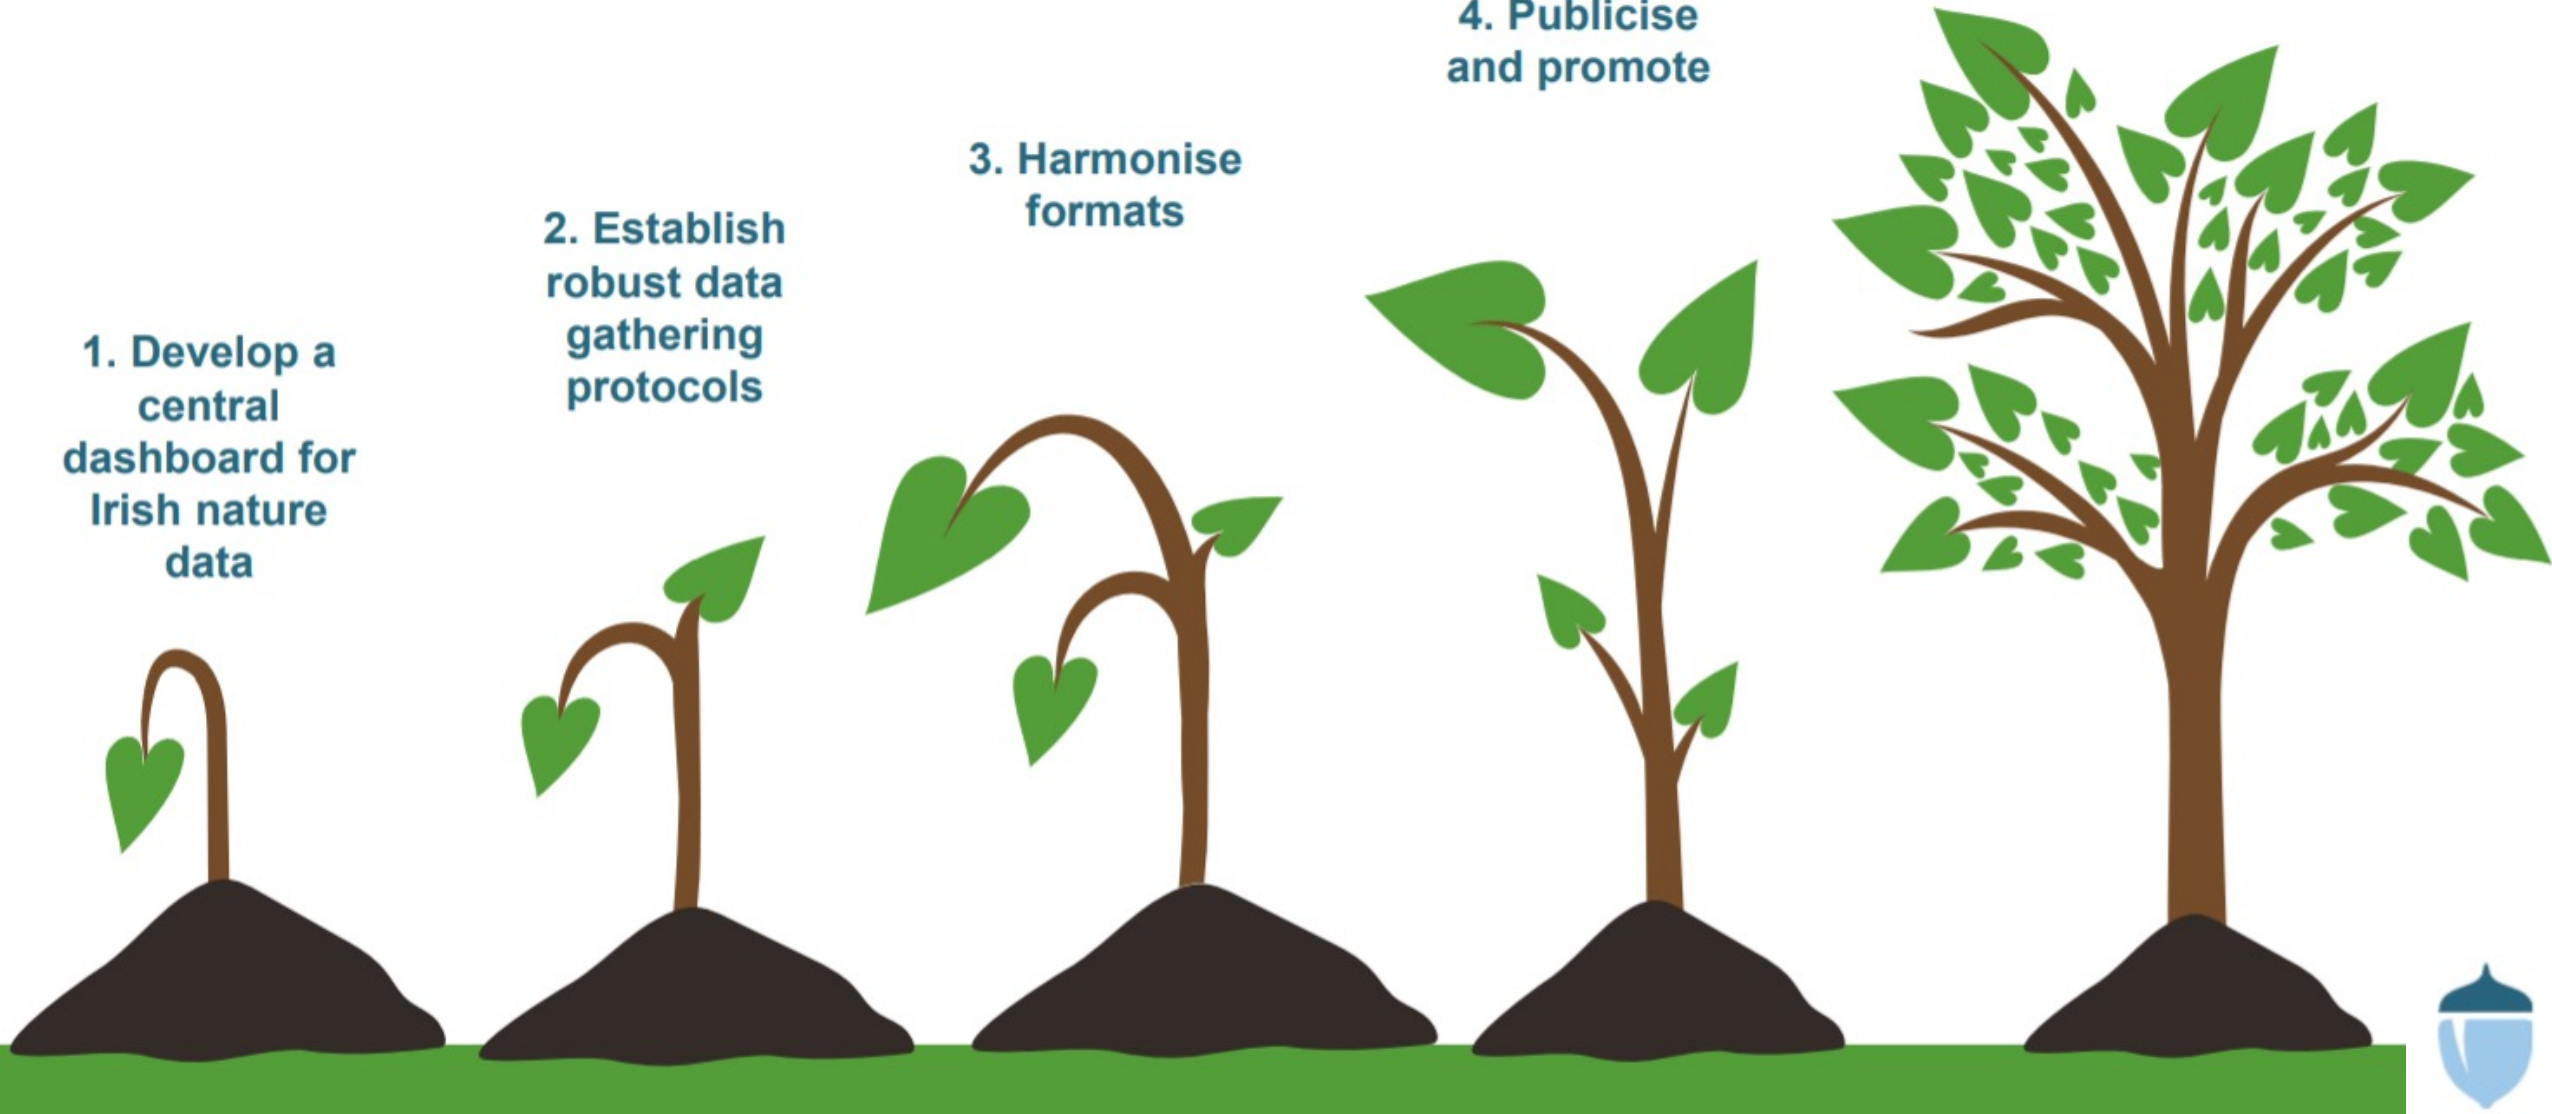 1. Develop a
central
dashboard for
Irish nature
data
2. Establish
robust data
gathering
protocols
3. Harmonise
formats
4. Publicise
and promote